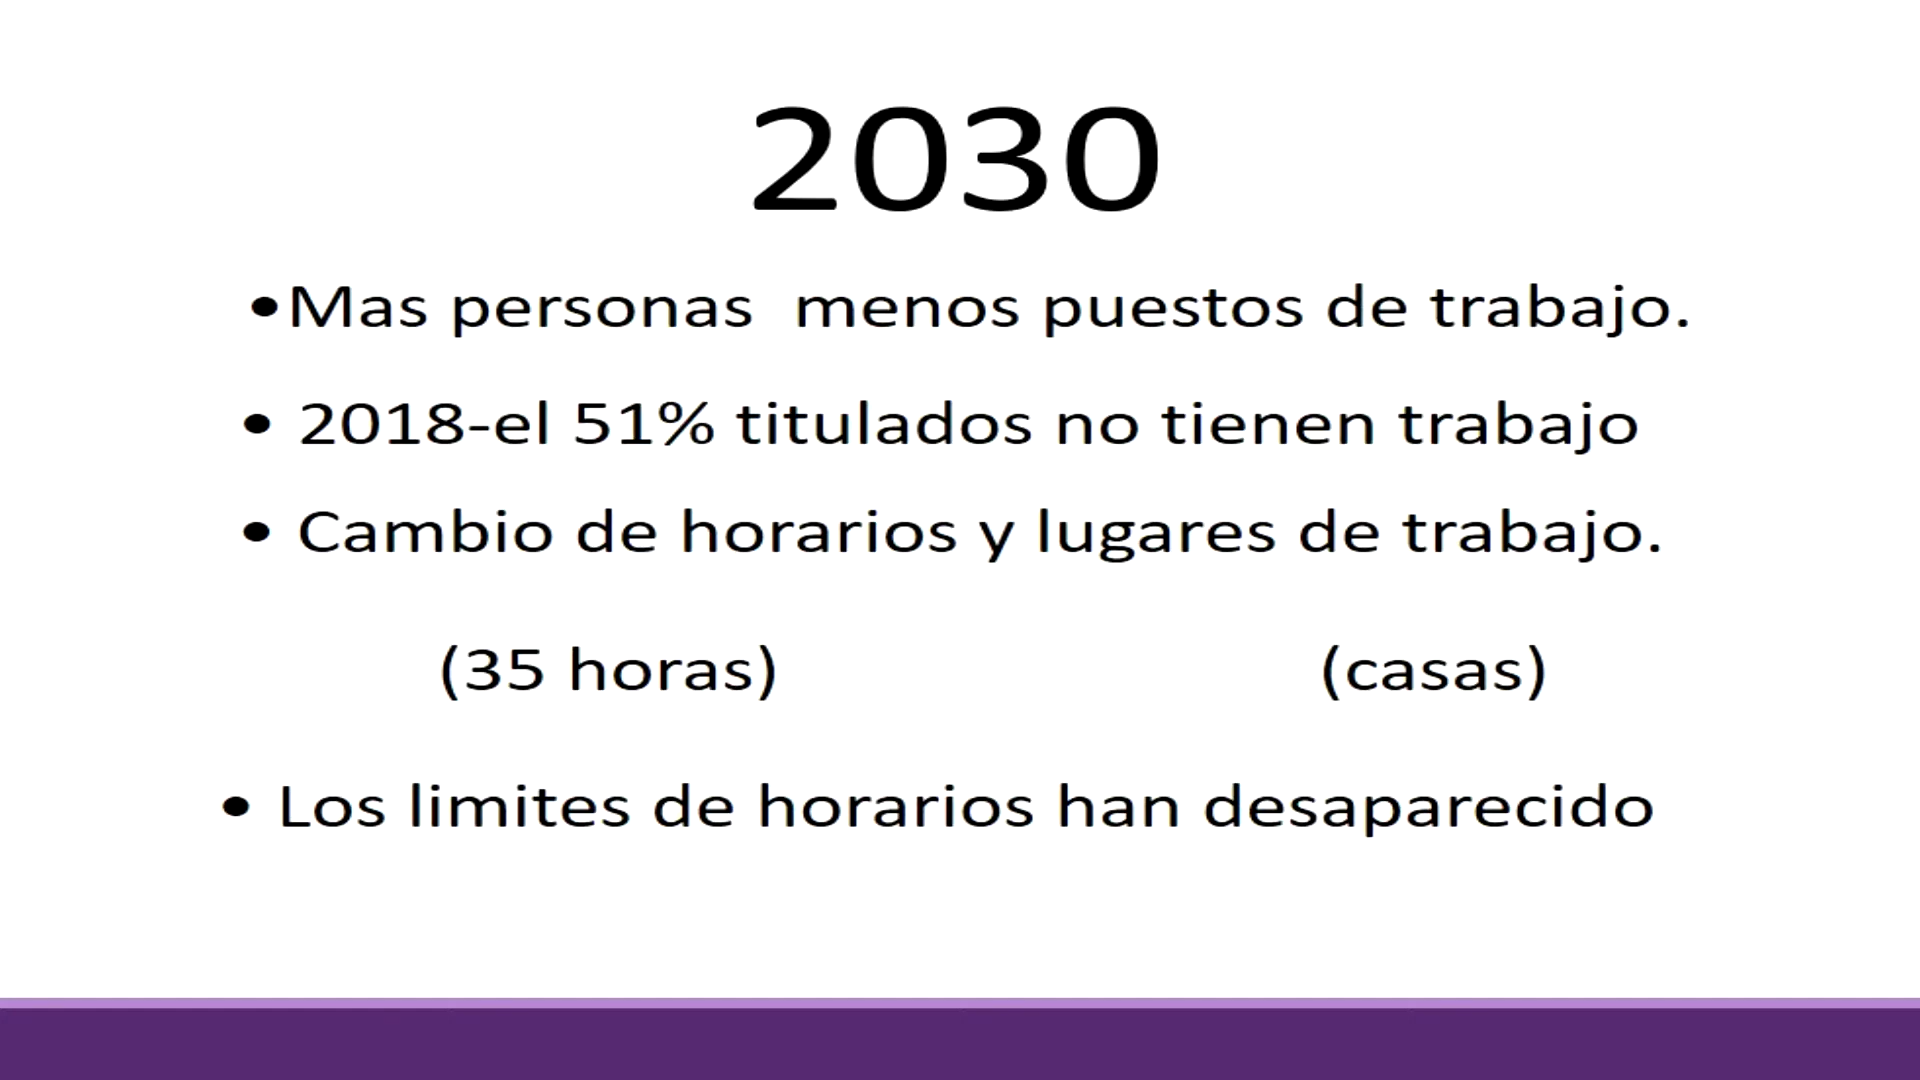 2030
•Mas personas  menos puestos de trabajo.
• 2018-el 51% titulados no tienen trabajo
• Cambio de horarios y lugares de trabajo.
(35 horas) (casas)
• Los limites de horarios han desaparecido